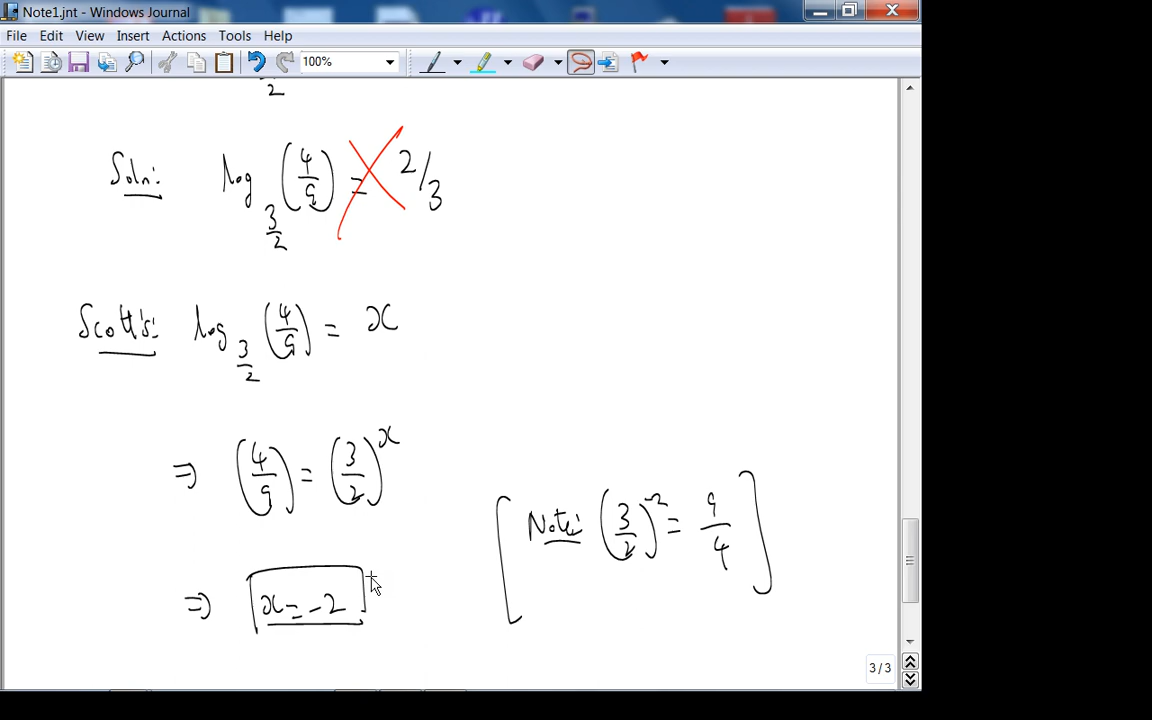 Note1.jnt - Windows Journal
File Edit View Insert Actions Tools Help
100%
3/2
Soln: log 3/2 (4/9) = 2/3
Scott's: log 3/2 (4/9) = x
=> (4/9) = (3/2)^x
[Note: (3/2)^-2 = 9/4]
=> x = -2
3/3